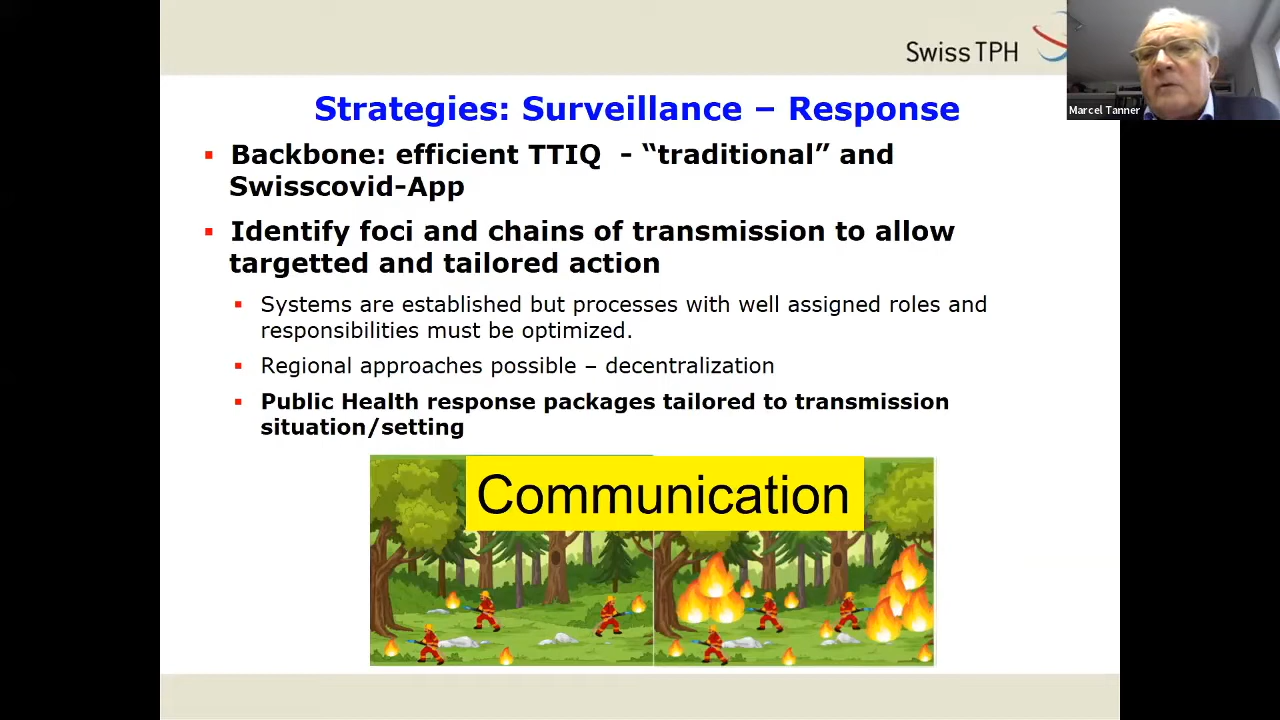 Swiss TPH
Marcel Tanner
Strategies: Surveillance – Response
Backbone: efficient TTIQ - “traditional” and
Swisscovid-App
Identify foci and chains of transmission to allow
targetted and tailored action
Systems are established but processes with well assigned roles and
responsibilities must be optimized.
Regional approaches possible – decentralization
Public Health response packages tailored to transmission
situation/setting
Communication